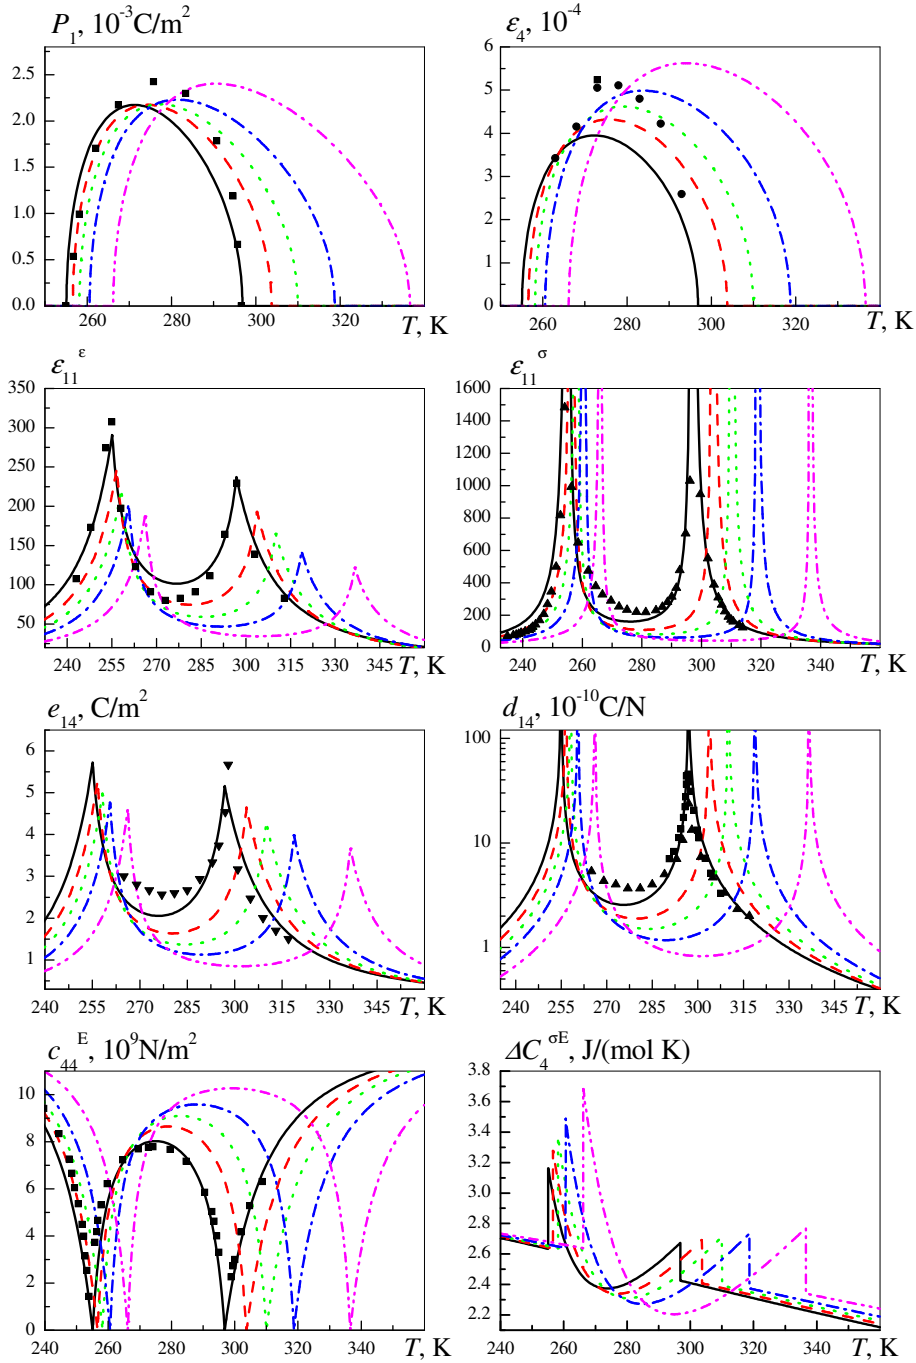 P1, 10-3C/m2
2.5
2.0
1.5
1.0
0.5
0.0
260 280 300 320
T, K
ε4, 10-4
6
5
4
3
2
1
0
260 280 300 320
T, K
ε11 ε
350
300
250
200
150
100
50
240 255 270 285 300 315 330 345
T, K
ε11 σ
1600
1400
1200
1000
800
600
400
200
0
240 260 280 300 320 340
T, K
e14, C/m2
6
5
4
3
2
1
240 255 270 285 300 315 330 345
T, K
d14, 10-10C/N
100
10
1
240 255 270 285 300 315 330 345
T, K
c44E, 109N/m2
10
8
6
4
2
0
240 260 280 300 320 340
T, K
ΔC4σE, J/(mol K)
3.8
3.6
3.4
3.2
3.0
2.8
2.6
2.4
2.2
240 260 280 300 320 340
T, K